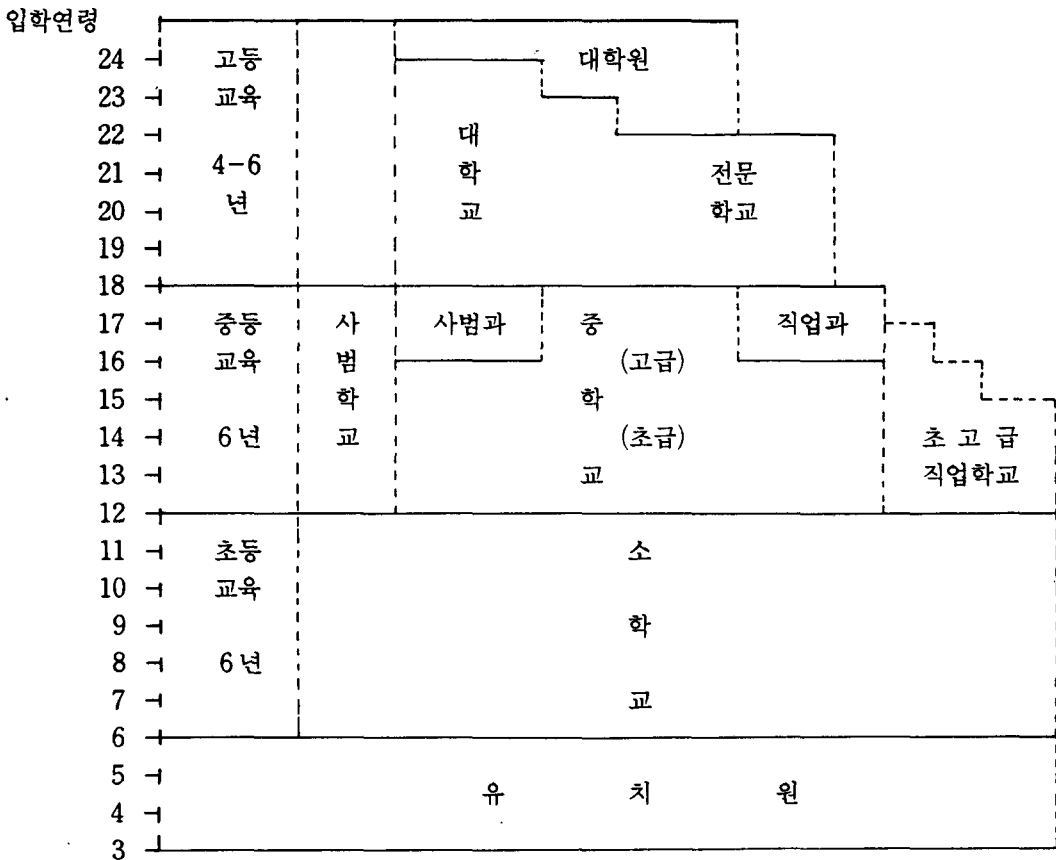 입학연령
24 고등 대학원
23 교육
22 대
21 4-6 학 전문
20 년 교 학교
19
18
17 중등 사 사범과 중 직업과
16 교육 범 (고급)
15 학 학
14 6년 교 (초급) 초 고 급
13 교 직업학교
12
11 초등 소
10 교육
9 학
8 6년
7 교
6
5 유 치 원
4
3